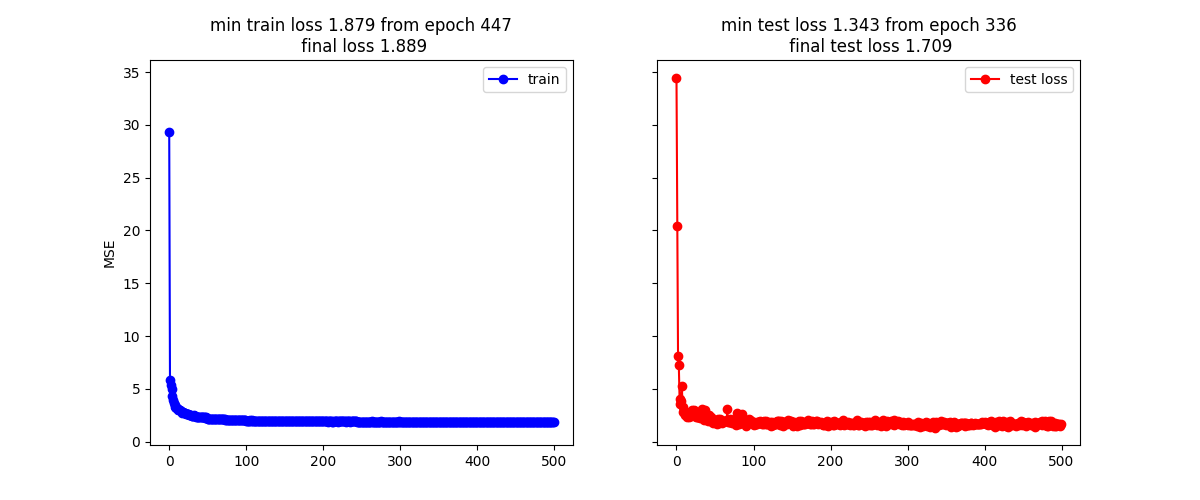 min train loss 1.879 from epoch 447
final loss 1.889
train
MSE
35
30
25
20
15
10
5
0
0 100 200 300 400 500
min test loss 1.343 from epoch 336
final test loss 1.709
test loss
0 100 200 300 400 500